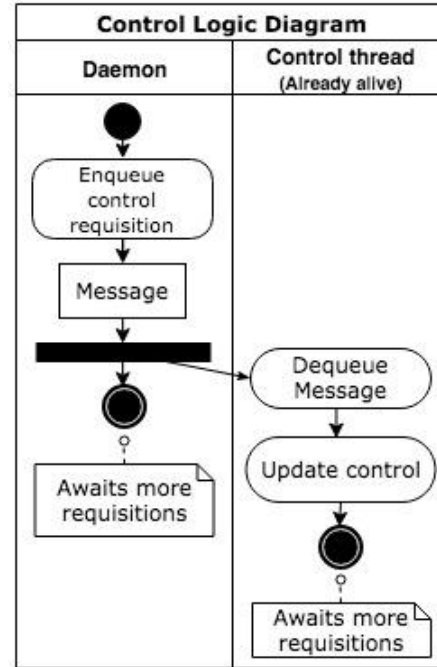 Control Logic Diagram
Daemon
Control thread
(Already alive)
Enqueue
control
requisition
Message
Dequeue
Message
Update control
Awaits more
requisitions
Awaits more
requisitions